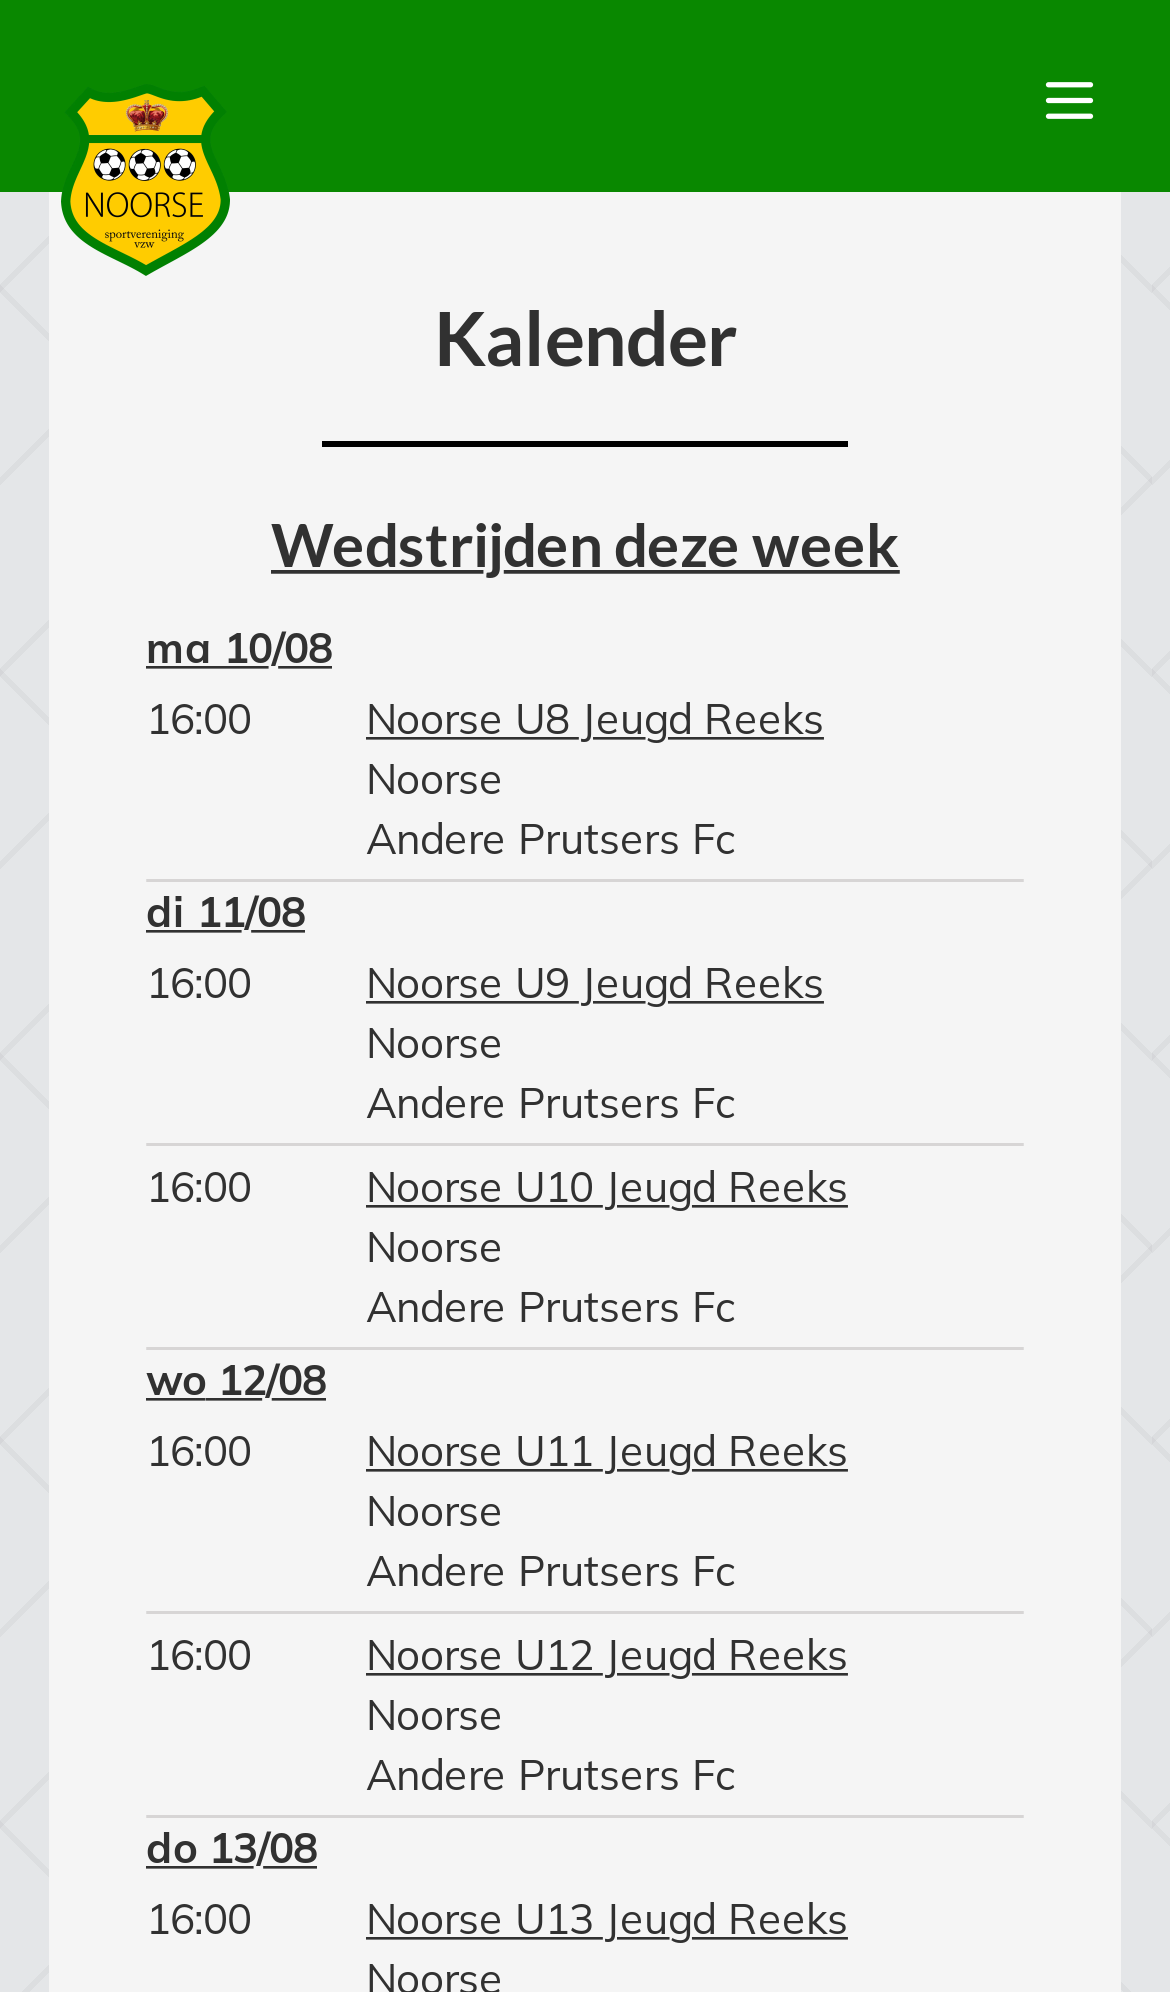 NOORSE
sportvereniging
vzw
Kalender
Wedstrijden deze week
ma 10/08
16:00 Noorse U8 Jeugd Reeks
Noorse
Andere Prutsers Fc
di 11/08
16:00 Noorse U9 Jeugd Reeks
Noorse
Andere Prutsers Fc
16:00 Noorse U10 Jeugd Reeks
Noorse
Andere Prutsers Fc
wo 12/08
16:00 Noorse U11 Jeugd Reeks
Noorse
Andere Prutsers Fc
16:00 Noorse U12 Jeugd Reeks
Noorse
Andere Prutsers Fc
do 13/08
16:00 Noorse U13 Jeugd Reeks
Noorse